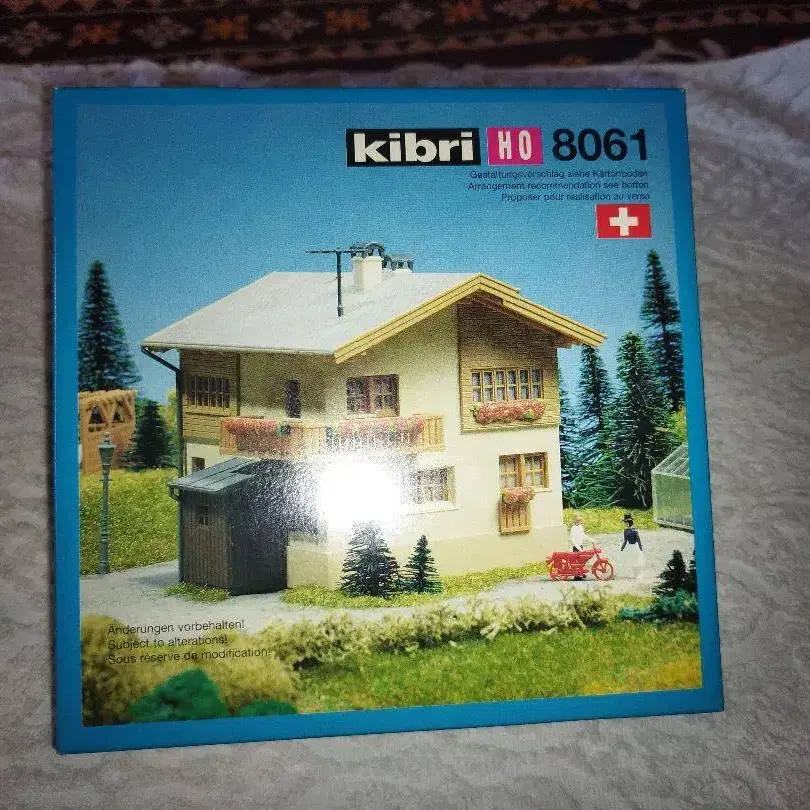 kibri HO 8061
Gestaltungsvorschlag siehe Kartonboden
Arrangement recommendation see botton
Proposer pour réalisation au verso
Änderungen vorbehalten!
Subject to alterations!
Sous réserve de modification!